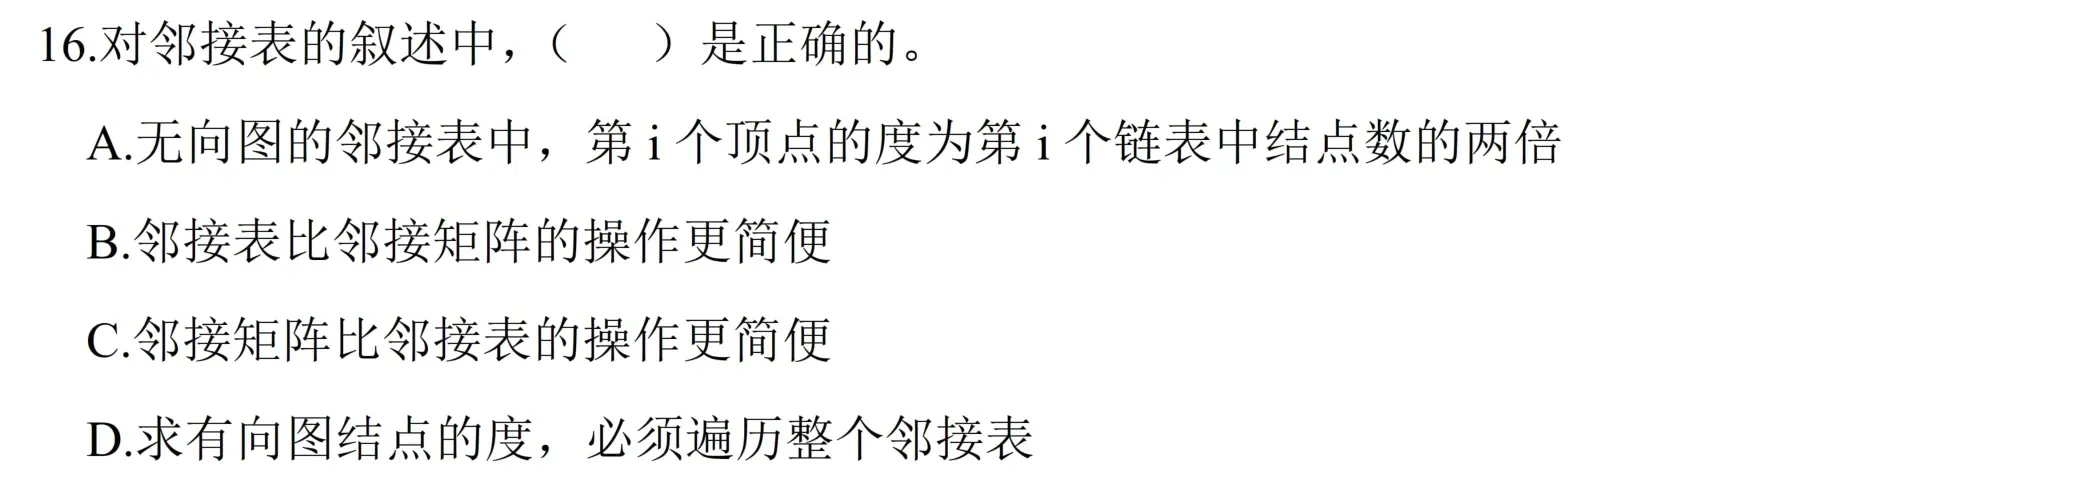 16.对邻接表的叙述中，（　　）是正确的。
A.无向图的邻接表中，第 i 个顶点的度为第 i 个链表中结点数的两倍
B.邻接表比邻接矩阵的操作更简便
C.邻接矩阵比邻接表的操作更简便
D.求有向图结点的度，必须遍历整个邻接表